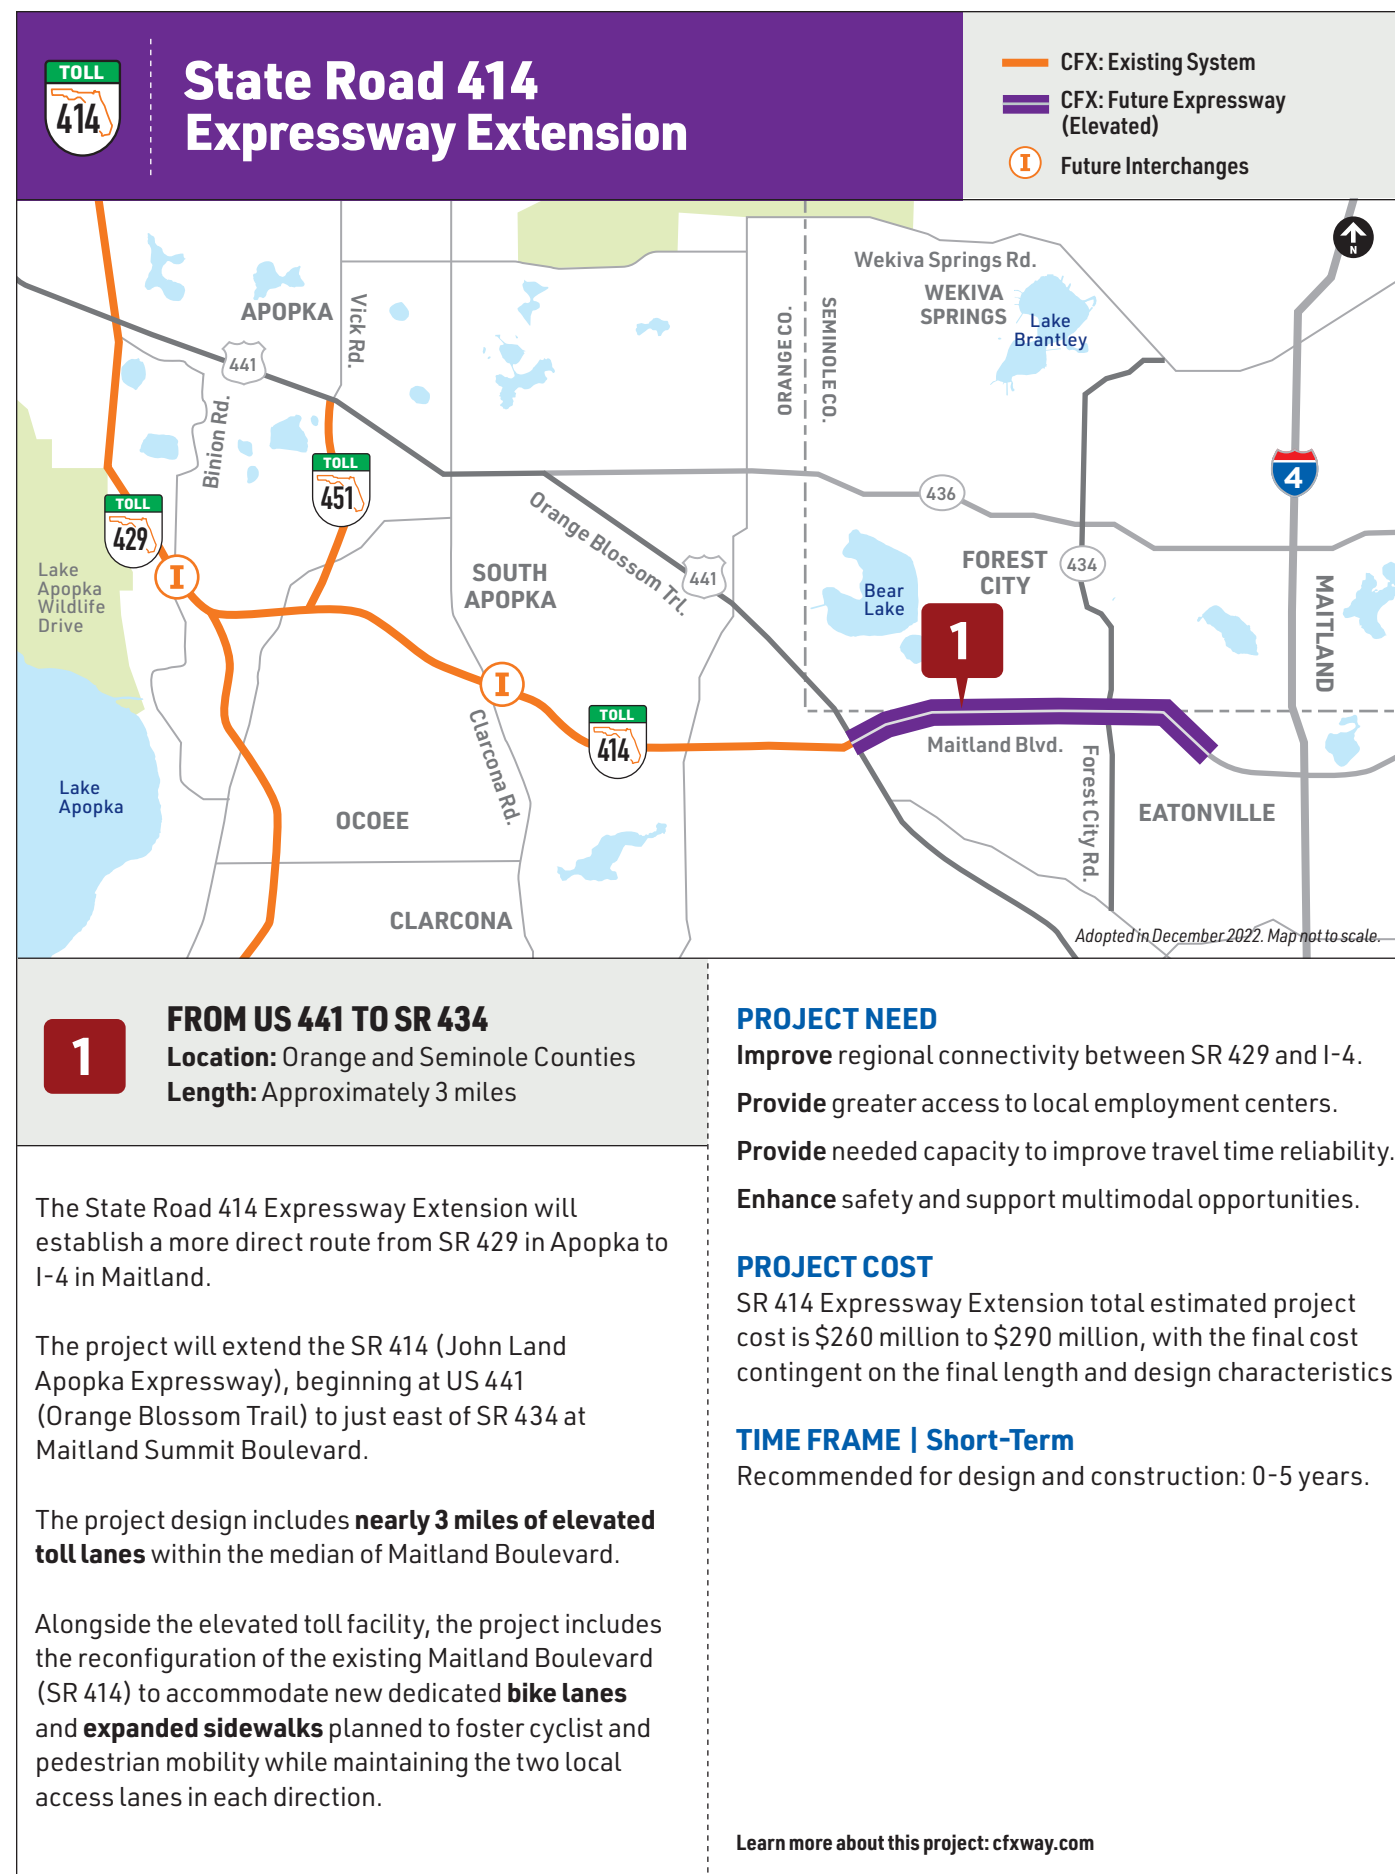 TOLL
414
State Road 414
Expressway Extension
CFX: Existing System
CFX: Future Expressway
(Elevated)
I
Future Interchanges
N
Wekiva Springs Rd.
WEKIVA
SPRINGS
Lake
Brantley
APOPKA
Vick Rd.
441
ORANGE CO.
SEMINOLE CO.
Binion Rd.
TOLL
451
4
436
TOLL
429
Orange Blossom Trl.
441
FOREST
CITY
434
Lake
Apopka
Wildlife
Drive
I
SOUTH
APOPKA
Bear
Lake
MAITLAND
1
I
Clarcona Rd.
TOLL
414
Maitland Blvd.
Forest City Rd.
Lake
Apopka
OCOEE
EATONVILLE
CLARCONA
Adopted in December 2022. Map not to scale.
1
FROM US 441 TO SR 434
Location: Orange and Seminole Counties
Length: Approximately 3 miles
The State Road 414 Expressway Extension will
establish a more direct route from SR 429 in Apopka to
I-4 in Maitland.
The project will extend the SR 414 (John Land
Apopka Expressway), beginning at US 441
(Orange Blossom Trail) to just east of SR 434 at
Maitland Summit Boulevard.
The project design includes nearly 3 miles of elevated
toll lanes within the median of Maitland Boulevard.
Alongside the elevated toll facility, the project includes
the reconfiguration of the existing Maitland Boulevard
(SR 414) to accommodate new dedicated bike lanes
and expanded sidewalks planned to foster cyclist and
pedestrian mobility while maintaining the two local
access lanes in each direction.
PROJECT NEED
Improve regional connectivity between SR 429 and I-4.
Provide greater access to local employment centers.
Provide needed capacity to improve travel time reliability.
Enhance safety and support multimodal opportunities.
PROJECT COST
SR 414 Expressway Extension total estimated project
cost is $260 million to $290 million, with the final cost
contingent on the final length and design characteristics
TIME FRAME | Short-Term
Recommended for design and construction: 0-5 years.
Learn more about this project: cfxway.com